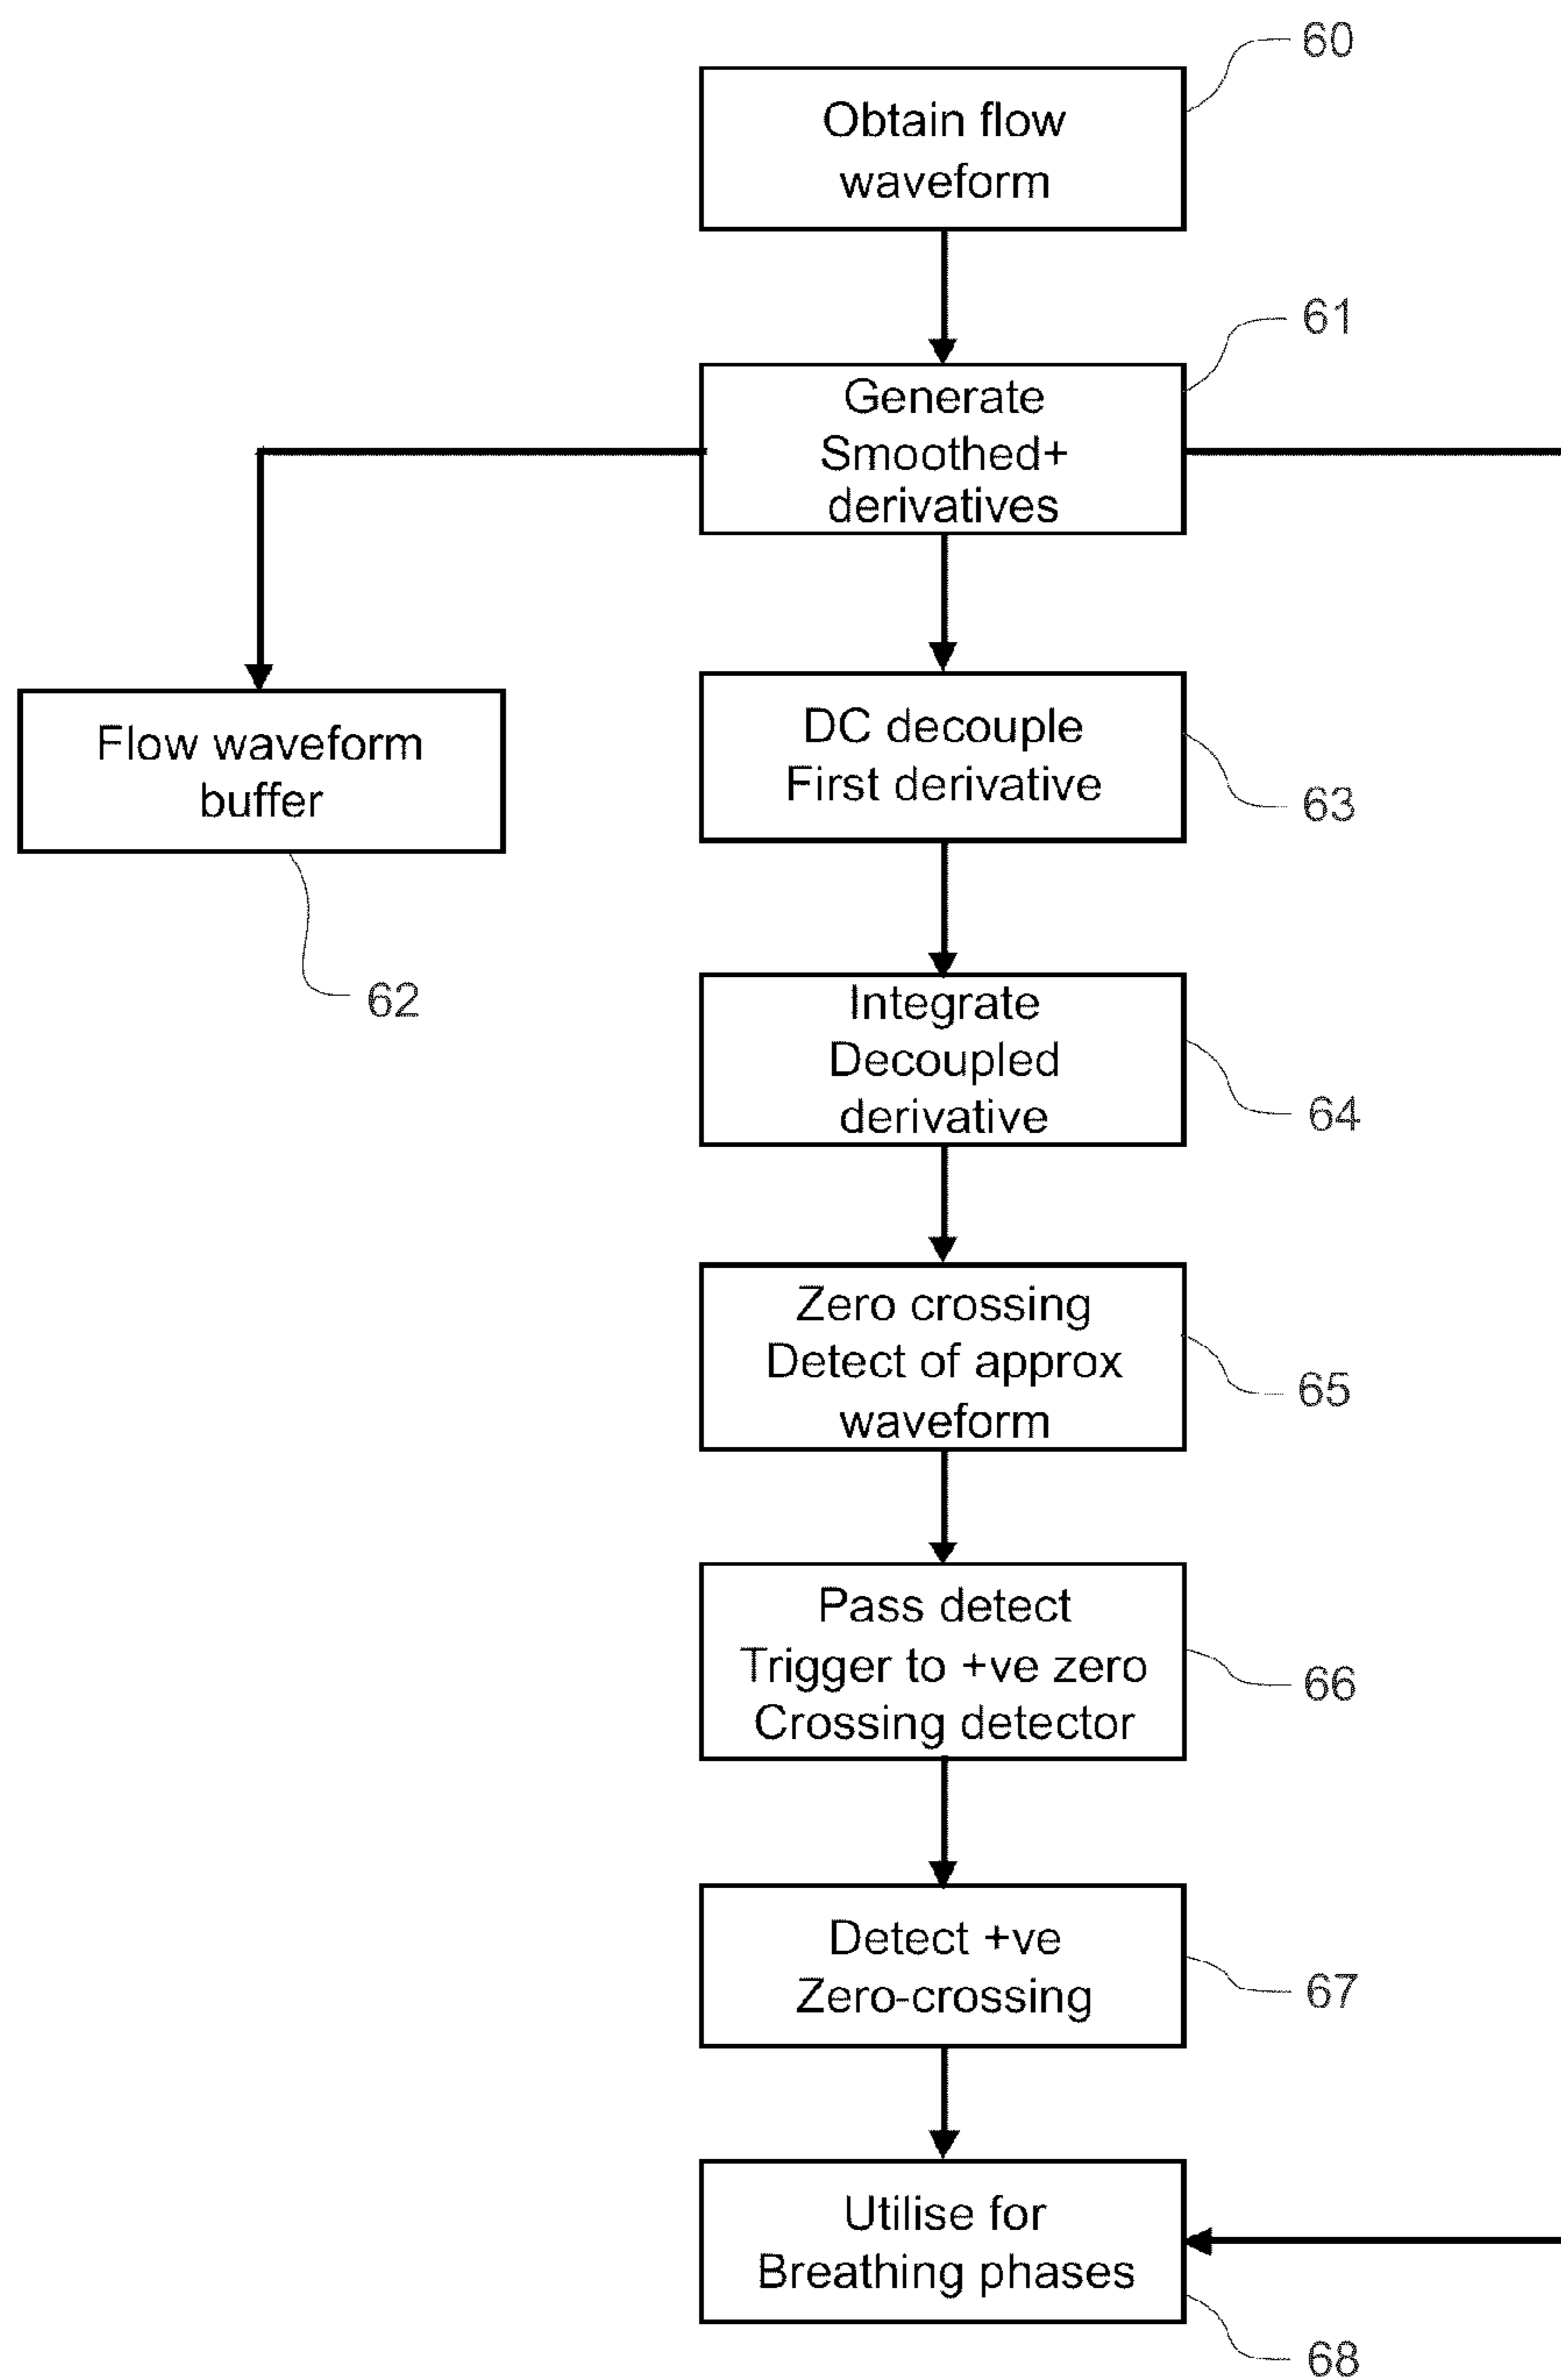 60
Obtain flow
waveform
61
Generate
Smoothed+
derivatives
Flow waveform
buffer
62
DC decouple
First derivative
63
Integrate
Decoupled
derivative
64
Zero crossing
Detect of approx
waveform
65
Pass detect
Trigger to +ve zero
Crossing detector
66
Detect +ve
Zero-crossing
67
Utilise for
Breathing phases
68